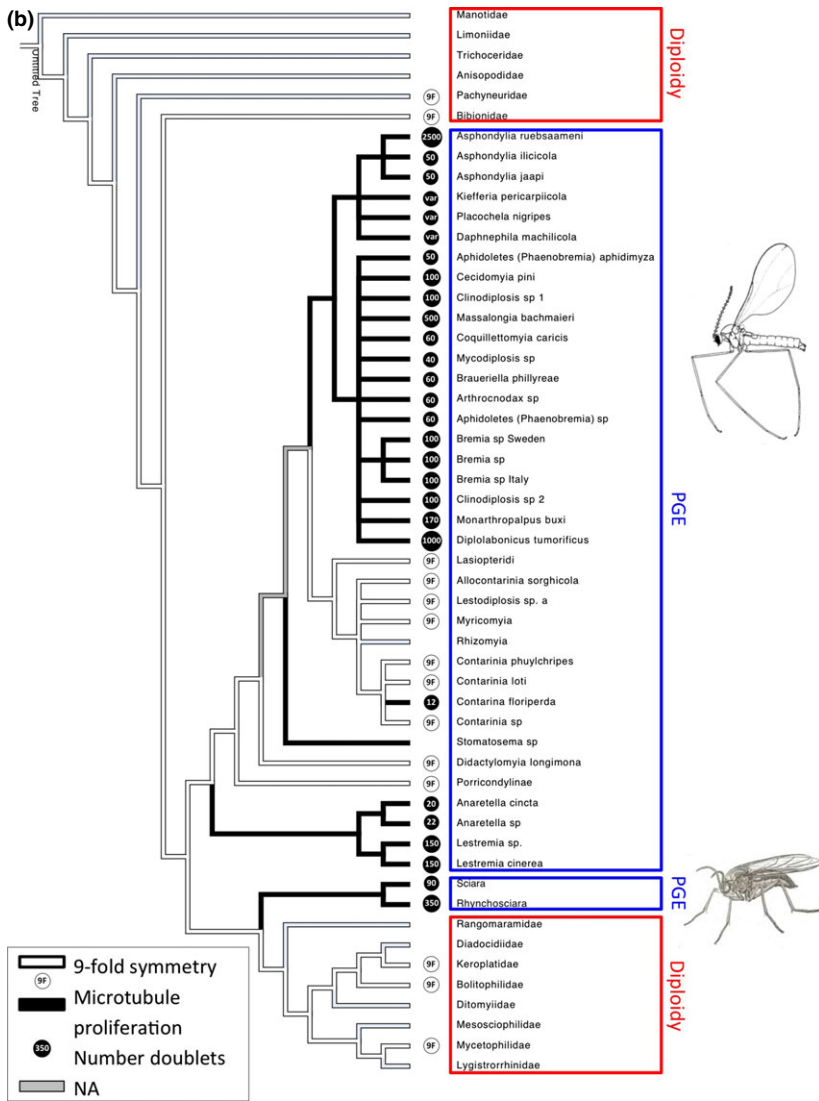 (b)
Untitled Tree
Manotidae
Limoniidae
Trichoceridae
Anisopodidae
9F Pachyneuridae
9F Bibionidae
Diploidy
2500 Asphondylia ruebsaameni
50 Asphondylia ilicicola
50 Asphondylia jaapi
var Kiefferia pericarpiicola
var Placochela nigripes
var Daphnephila machilicola
50 Aphidoletes (Phaenobremia) aphidimyza
100 Cecidomyia pini
100 Clinodiplosis sp 1
500 Massalongia bachmaieri
60 Coquillettomyia caricis
40 Mycodiplosis sp
60 Braueriella phillyreae
60 Arthrocnodax sp
60 Aphidoletes (Phaenobremia) sp
100 Bremia sp Sweden
100 Bremia sp
100 Bremia sp Italy
100 Clinodiplosis sp 2
170 Monarthropalpus buxi
1000 Diplolabonicus tumorificus
9F Lasiopteridi
9F Allocontarinia sorghicola
9F Lestodiplosis sp. a
9F Myricomyia
Rhizomyia
9F Contarinia phuylchripes
9F Contarinia loti
12 Contarina floriperda
9F Contarinia sp
Stomatosema sp
9F Didactylomyia longimona
9F Porricondylinae
20 Anaretella cincta
22 Anaretella sp
150 Lestremia sp.
150 Lestremia cinerea
PGE
90 Sciara
350 Rhynchosciara
PGE
Rangomaramidae
Diadocidiidae
9F Keroplatidae
9F Bolitophilidae
Ditomyiidae
Mesosciophilidae
9F Mycetophilidae
Lygistrorrhinidae
Diploidy
9-fold symmetry
9F
Microtubule
proliferation
350 Number doublets
NA